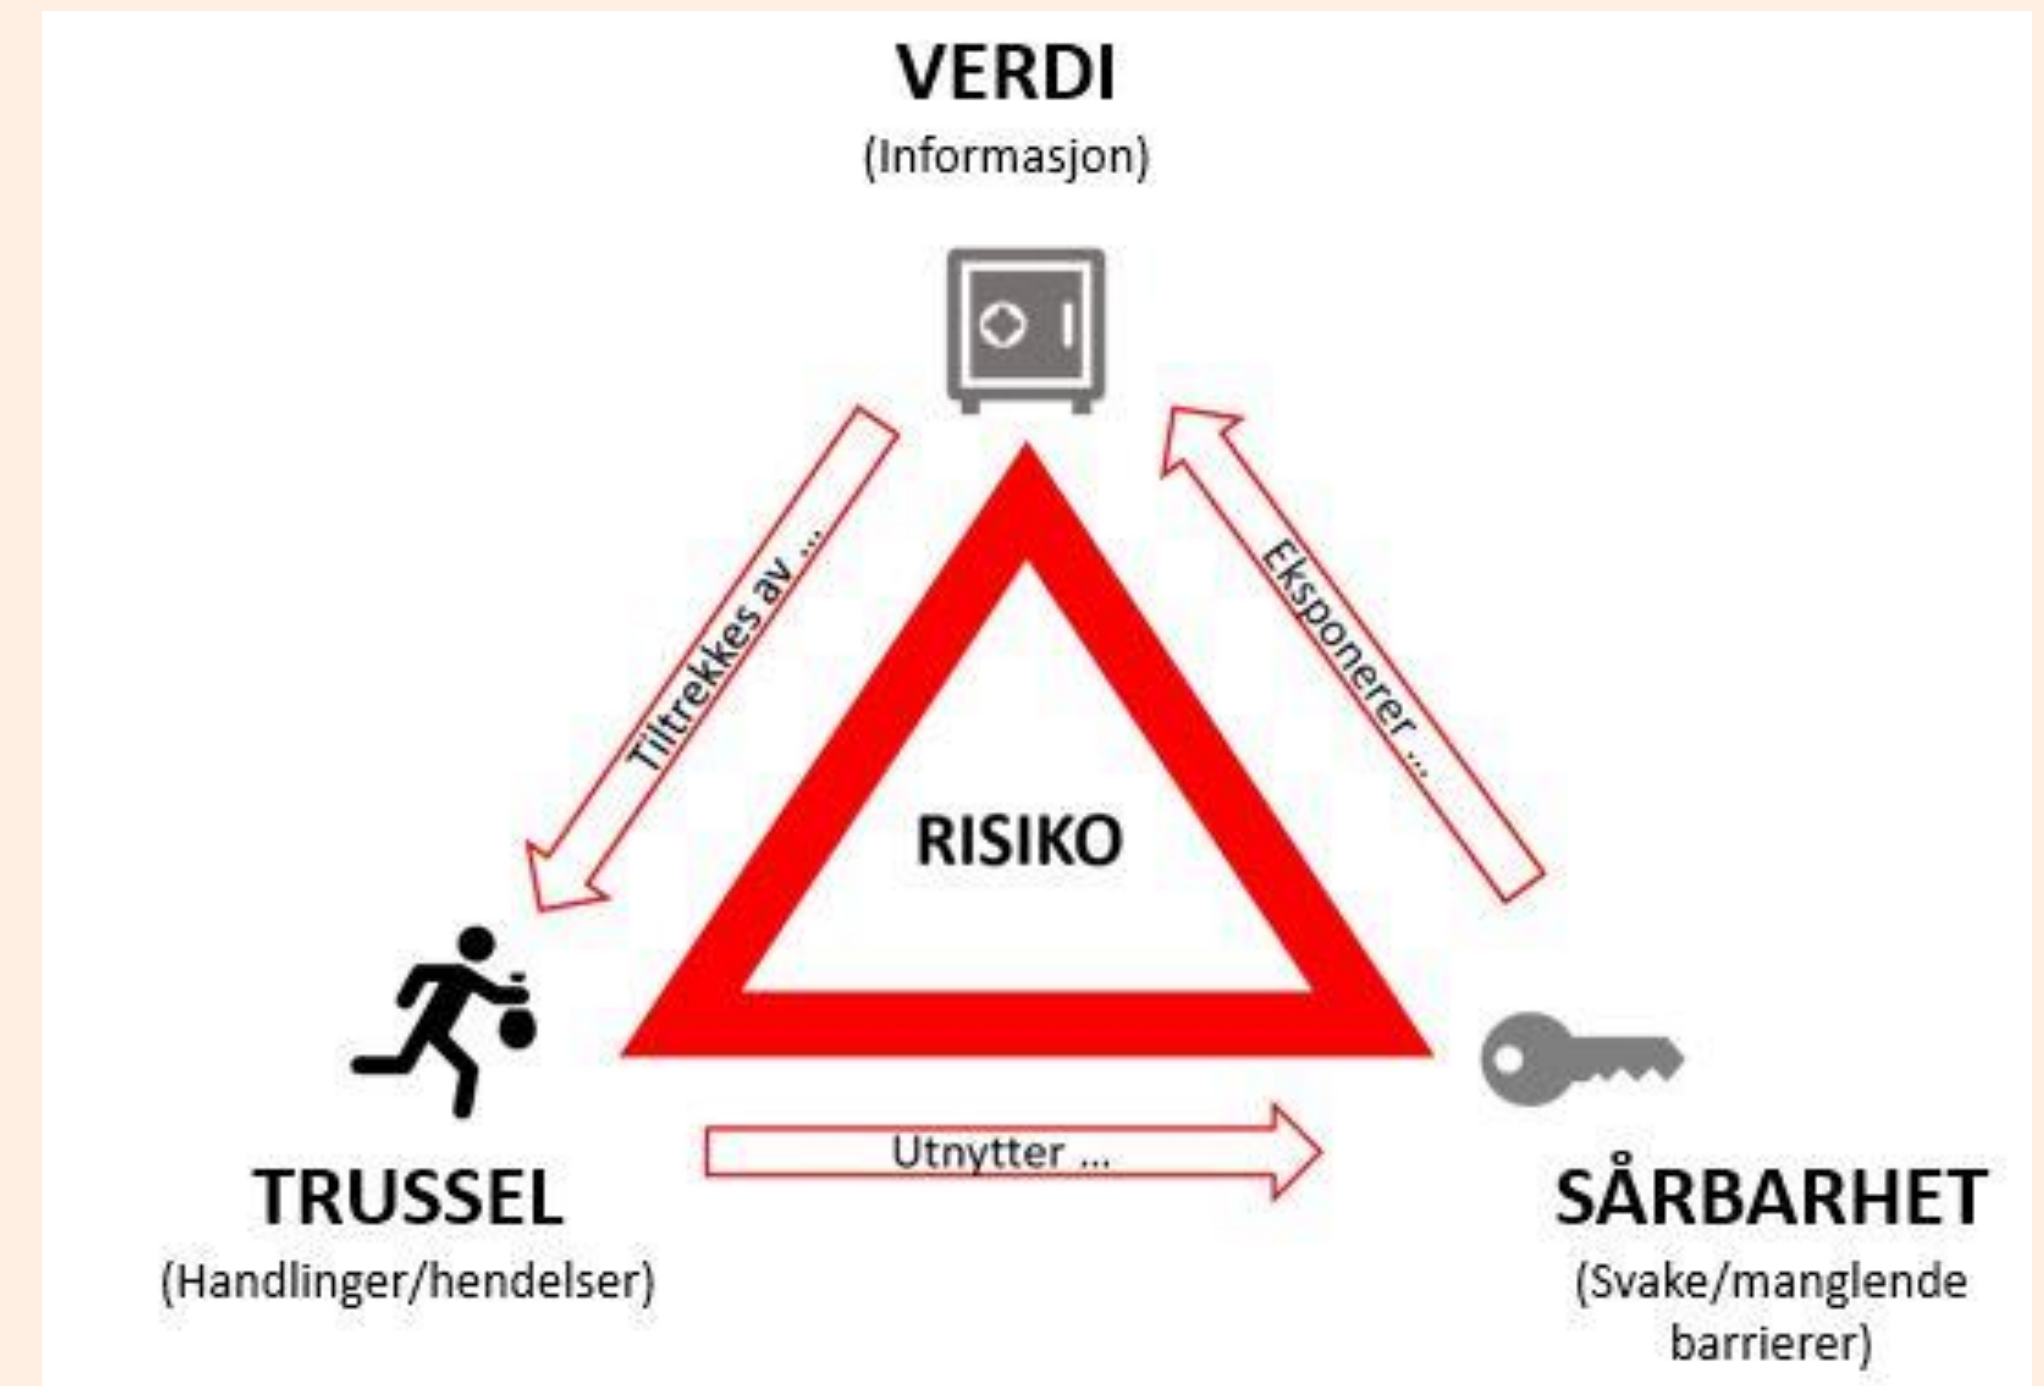 VERDI
(Informasjon)
Tiltrekkes av ...
Eksponerer ...
RISIKO
Utnytter ...
TRUSSEL
(Handlinger/hendelser)
SÅRBARHET
(Svake/manglende
barrierer)